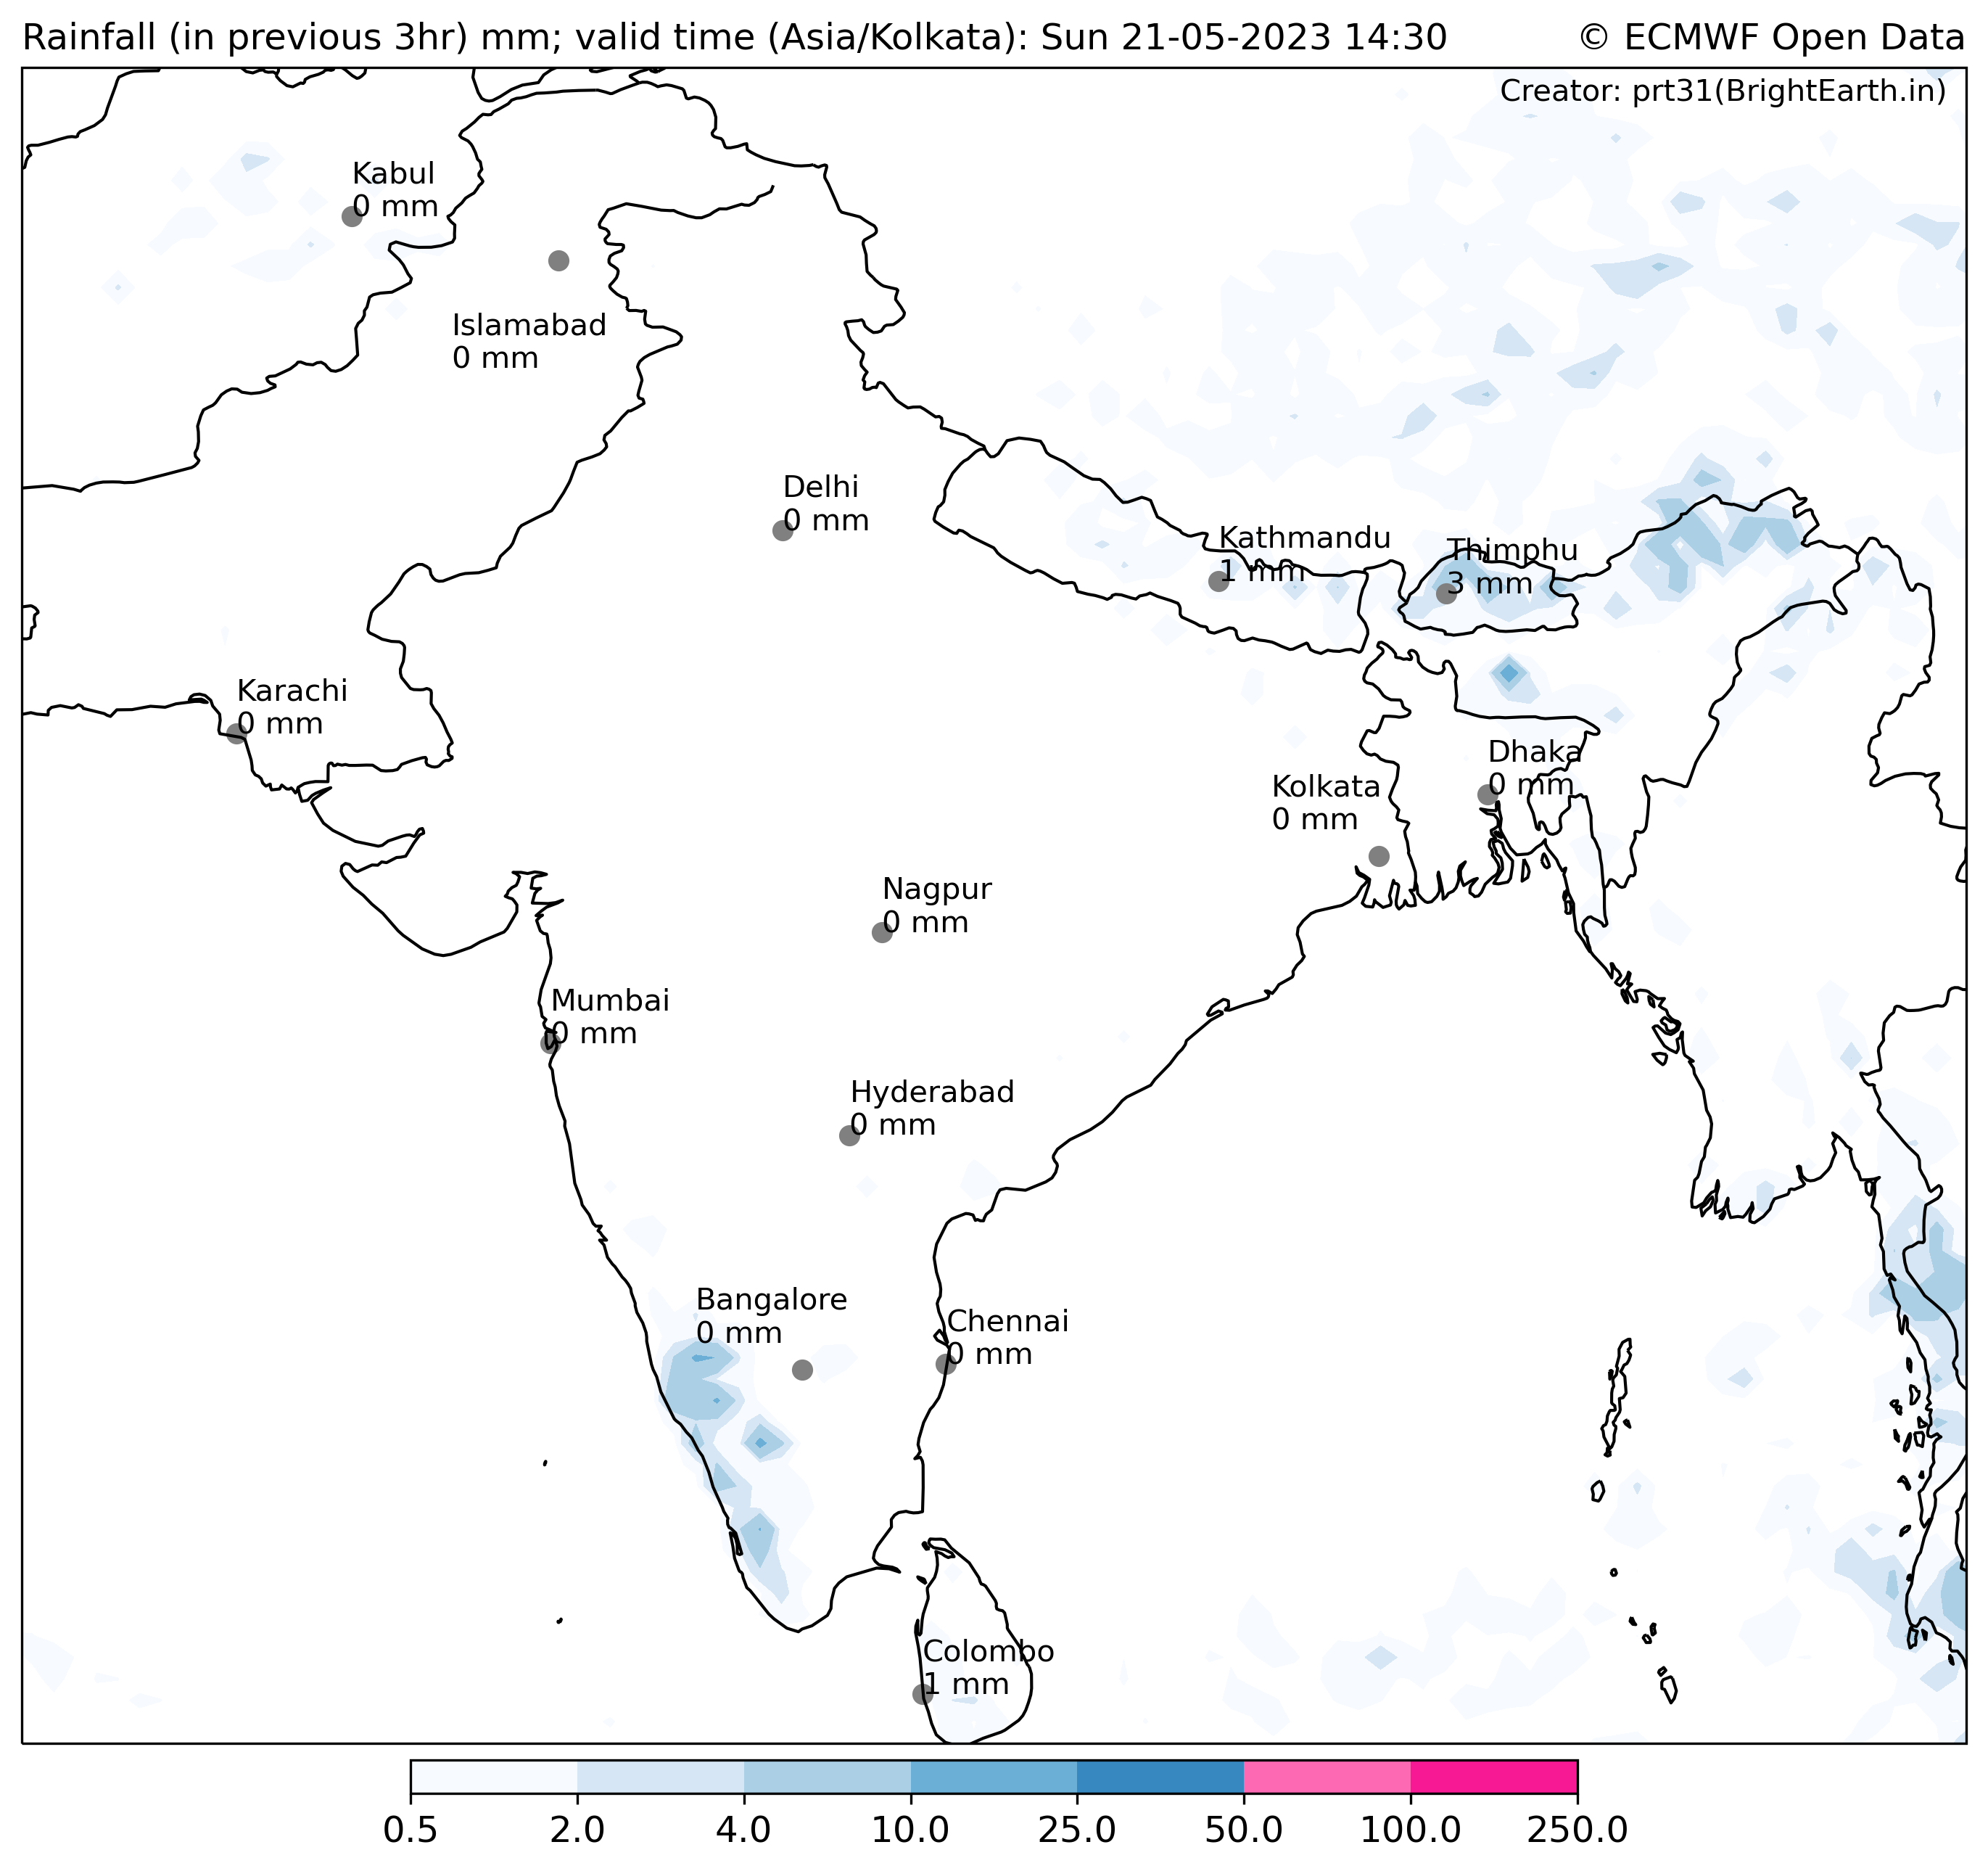 Rainfall (in previous 3hr) mm; valid time (Asia/Kolkata): Sun 21-05-2023 14:30
© ECMWF Open Data
Creator: prt31(BrightEarth.in)
Kabul
0 mm
Islamabad
0 mm
Delhi
0 mm
Kathmandu
1 mm
Thimphu
3 mm
Karachi
0 mm
Dhaka
0 mm
Kolkata
0 mm
Nagpur
0 mm
Mumbai
0 mm
Hyderabad
0 mm
Bangalore
0 mm
Chennai
0 mm
Colombo
1 mm
0.5 2.0 4.0 10.0 25.0 50.0 100.0 250.0